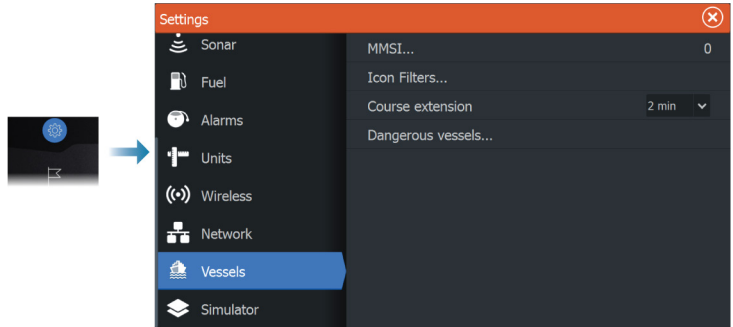 Settings
Sonar
Fuel
Alarms
Units
Wireless
Network
Vessels
Simulator
MMSI... 0
Icon Filters...
Course extension 2 min
Dangerous vessels...